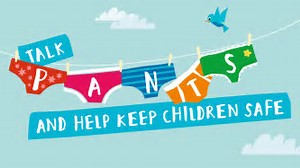 TALK
PANTS
AND HELP KEEP CHILDREN SAFE